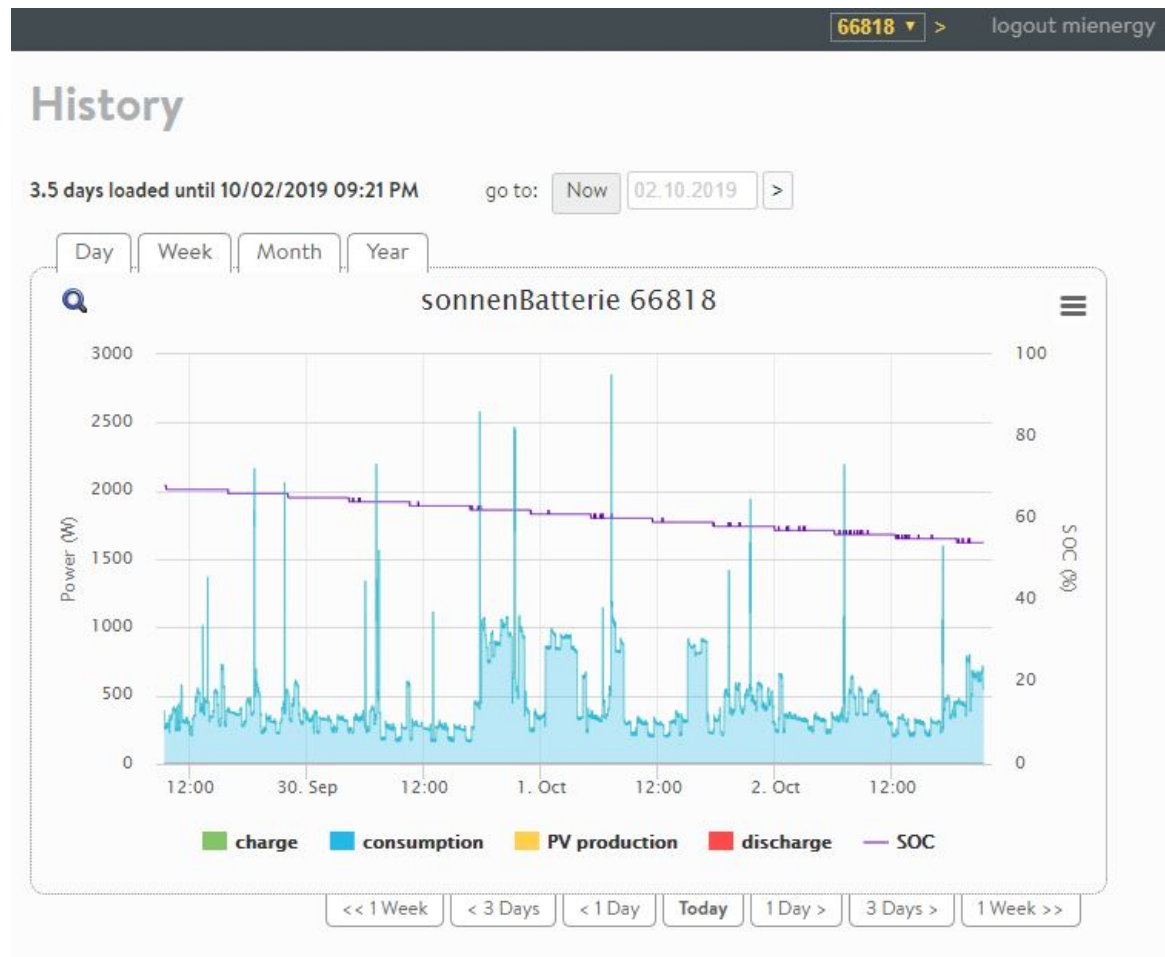 66818 ▼ > logout mienergy
History
3.5 days loaded until 10/02/2019 09:21 PM go to: Now 02.10.2019 >
Day Week Month Year
sonnenBatterie 66818
3000 100
2500 80
2000
60
1500
40
1000
500 20
0 0
Power (W)
SOC (%)
12:00 30. Sep 12:00 1. Oct 12:00 2. Oct 12:00
charge consumption PV production discharge SOC
<< 1 Week < 3 Days < 1 Day Today 1 Day > 3 Days > 1 Week >>